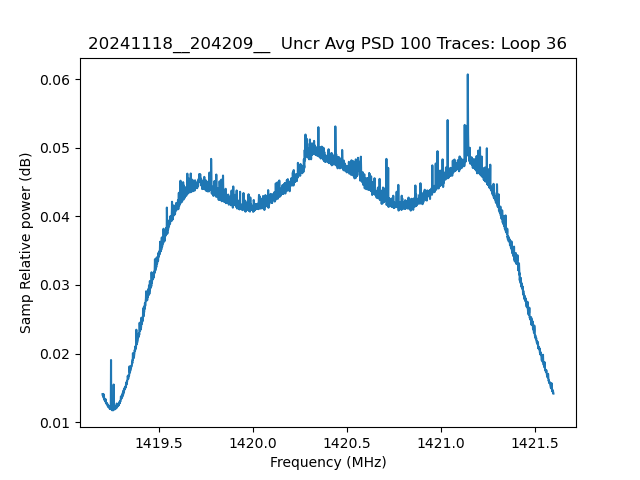 20241118__204209__  Uncr Avg PSD 100 Traces: Loop 36
0.06
0.05
0.04
0.03
0.02
0.01
Samp Relative power (dB)
1419.5 1420.0 1420.5 1421.0 1421.5
Frequency (MHz)